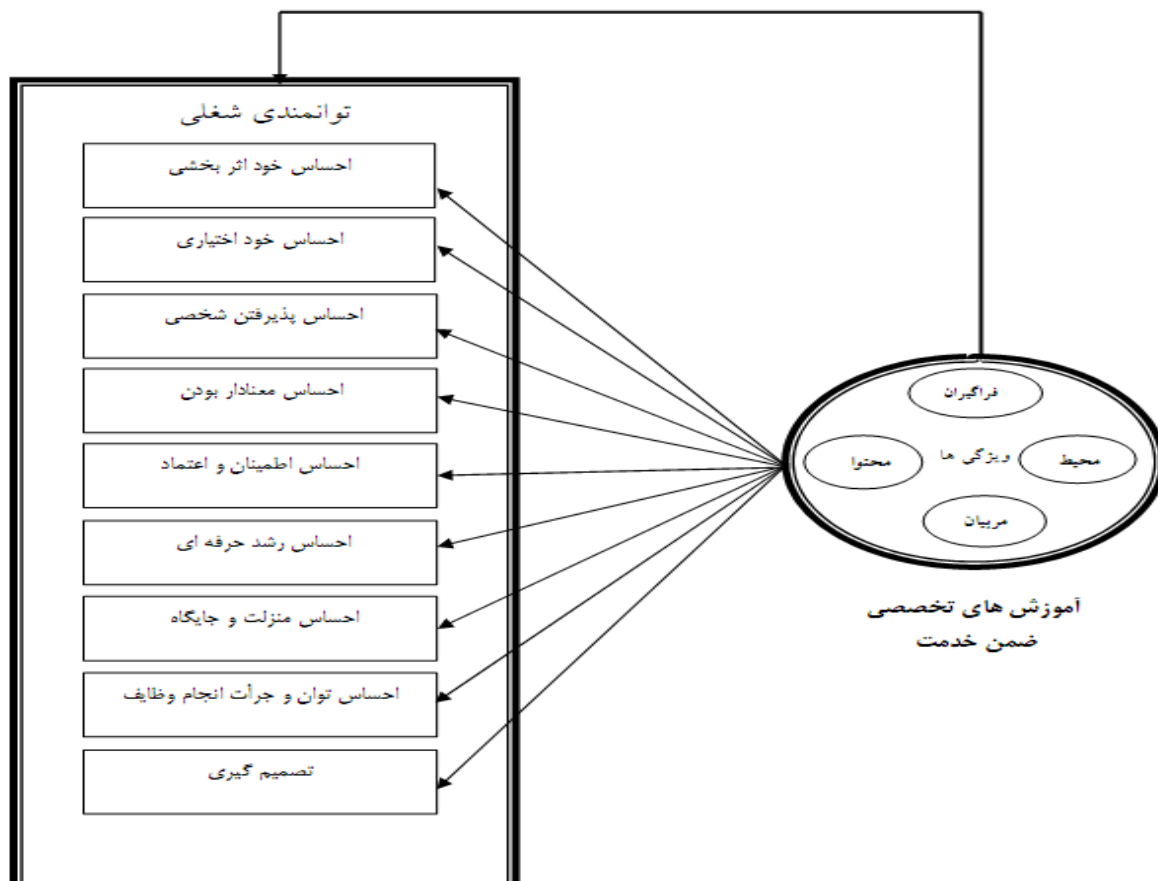 توانمندی شغلی
احساس خود اثر بخشی
احساس خود اختیاری
احساس پذیرفتن شخصی
احساس معنادار بودن
احساس اطمینان و اعتماد
احساس رشد حرفه ای
احساس منزلت و جایگاه
احساس توان و جرأت انجام وظایف
تصمیم گیری
فراگیران
محیط
ویژگی ها
محتوا
مربیان
آموزش های تخصصی
ضمن خدمت